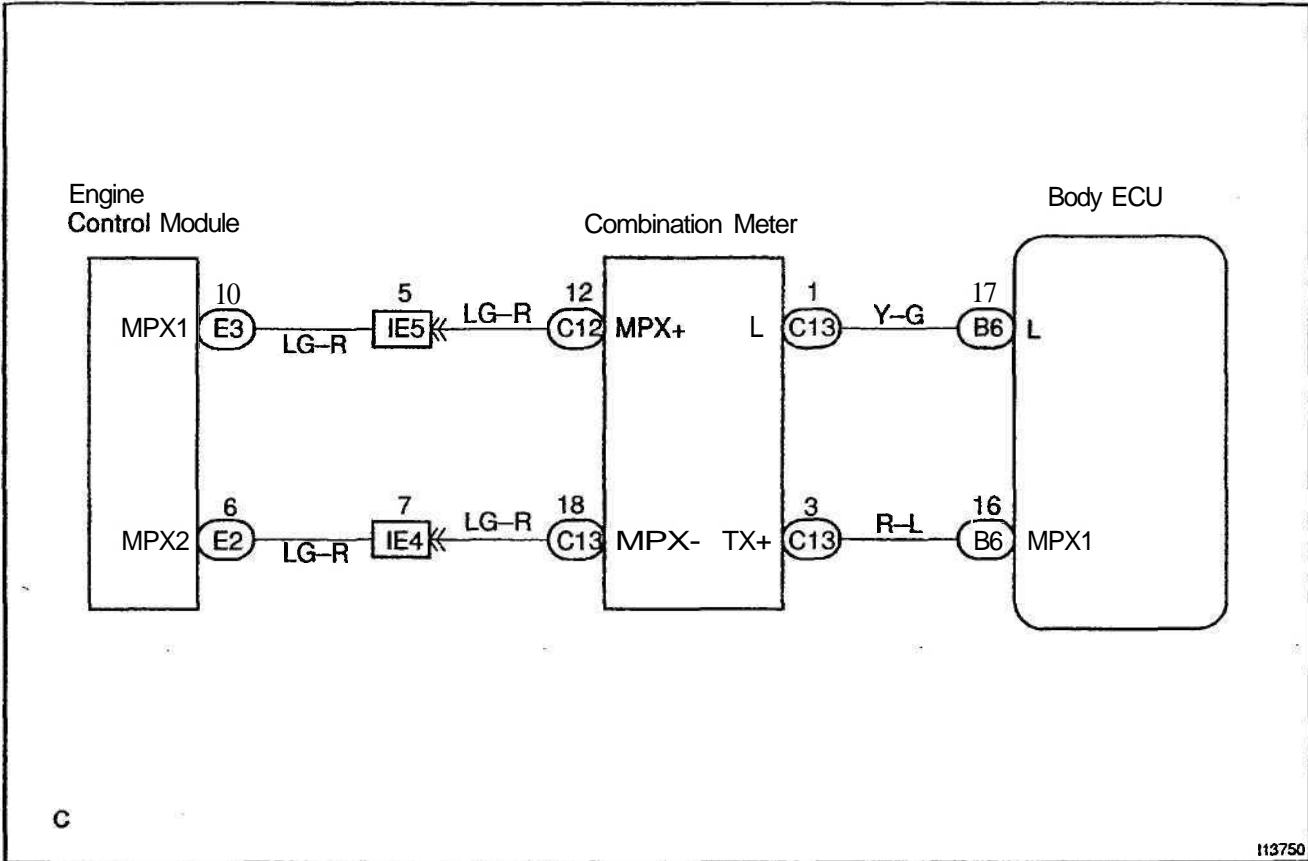 Engine
Control Module
Combination Meter
Body ECU
10
5
12
1
17
MPX1
E3
LG-R
IE5
LG-R
C12
MPX+
L
C13
Y-G
B6
L
6
7
18
3
16
MPX2
E2
LG-R
IE4
LG-R
C13
MPX-
TX+
C13
R-L
B6
MPX1
C
I13750